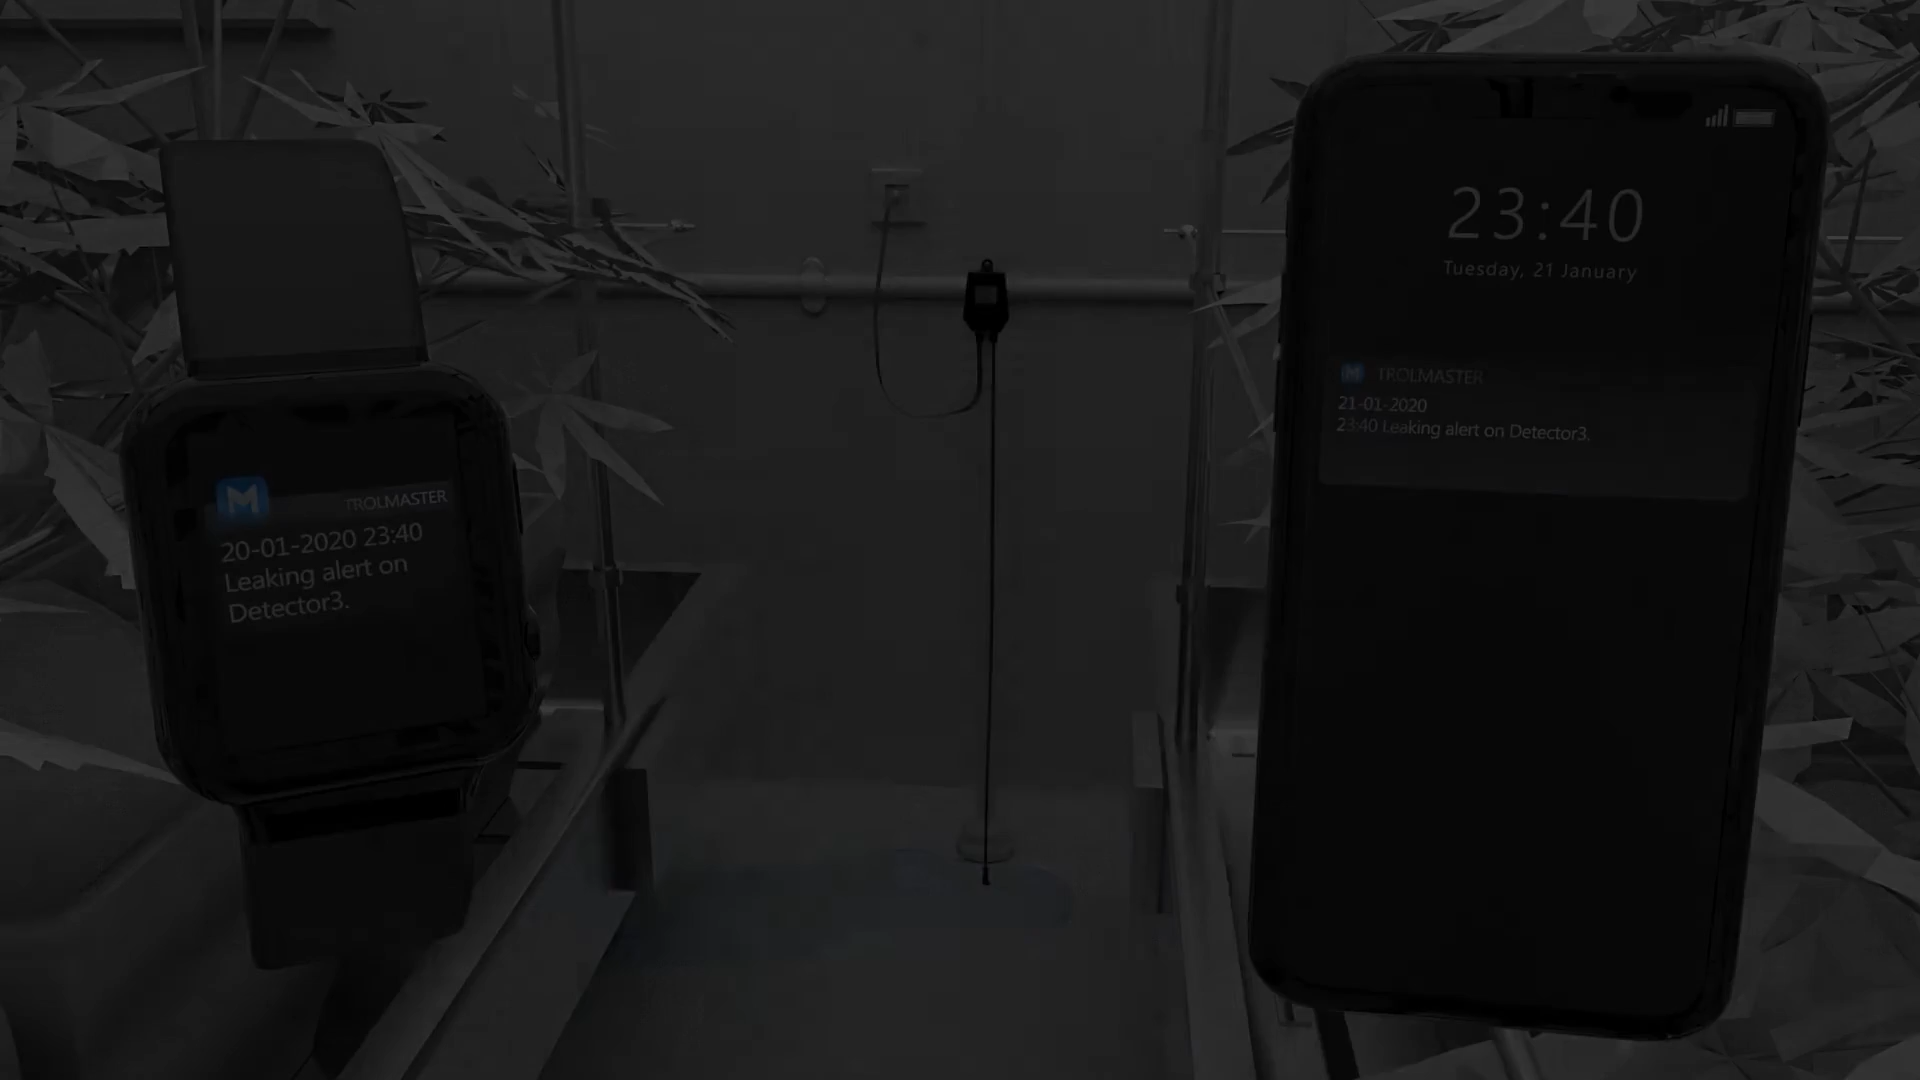 M TROLMASTER
20-01-2020 23:40
Leaking alert on
Detector3.
23:40
Tuesday, 21 January
M TROLMASTER
21-01-2020
23:40 Leaking alert on Detector3.